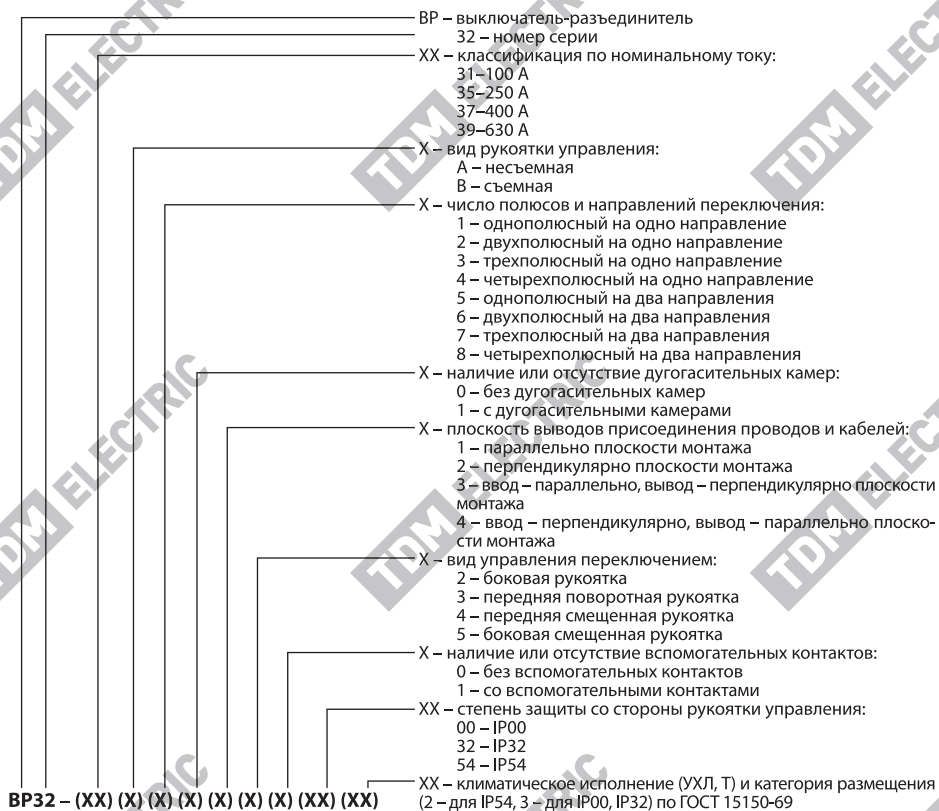 ВР – выключатель-разъединитель
32 – номер серии
ХХ – классификация по номинальному току:
31–100 А
35–250 А
37–400 А
39–630 А
Х – вид рукоятки управления:
А – несъемная
В – съемная
Х – число полюсов и направлений переключения:
1 – однополюсный на одно направление
2 – двухполюсный на одно направление
3 – трехполюсный на одно направление
4 – четырехполюсный на одно направление
5 – однополюсный на два направления
6 – двухполюсный на два направления
7 – трехполюсный на два направления
8 – четырехполюсный на два направления
Х – наличие или отсутствие дугогасительных камер:
0 – без дугогасительных камер
1 – с дугогасительными камерами
Х – плоскость выводов присоединения проводов и кабелей:
1 – параллельно плоскости монтажа
2 – перпендикулярно плоскости монтажа
3 – ввод – параллельно, вывод – перпендикулярно плоскости
монтажа
4 – ввод – перпендикулярно, вывод – параллельно плоско-
сти монтажа
Х – вид управления переключением:
2 – боковая рукоятка
3 – передняя поворотная рукоятка
4 – передняя смещенная рукоятка
5 – боковая смещенная рукоятка
Х – наличие или отсутствие вспомогательных контактов:
0 – без вспомогательных контактов
1 – со вспомогательными контактами
ХХ – степень защиты со стороны рукоятки управления:
00 – IP00
32 – IP32
54 – IP54
ХХ – климатическое исполнение (УХЛ, Т) и категория размещения
(2 – для IP54, 3 – для IP00, IP32) по ГОСТ 15150-69
ВР32 – (ХХ) (Х) (Х) (Х) (Х) (Х) (Х) (ХХ) (ХХ)
TDM ELECTRIC
TDM ELECTRIC
TDM ELECTRIC
TDM ELECTRIC
TDM ELECTRIC
TDM ELECTRIC